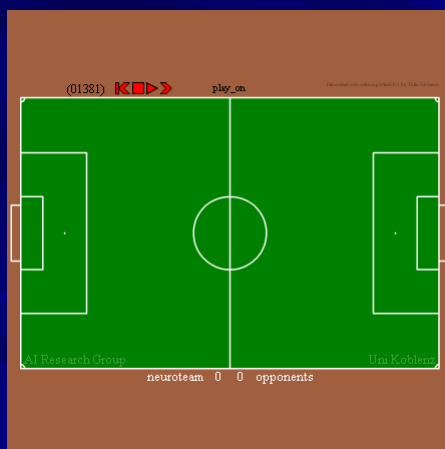 (01381) play_on
AI Research Group Uni Koblenz
neuroteam 0 0 opponents